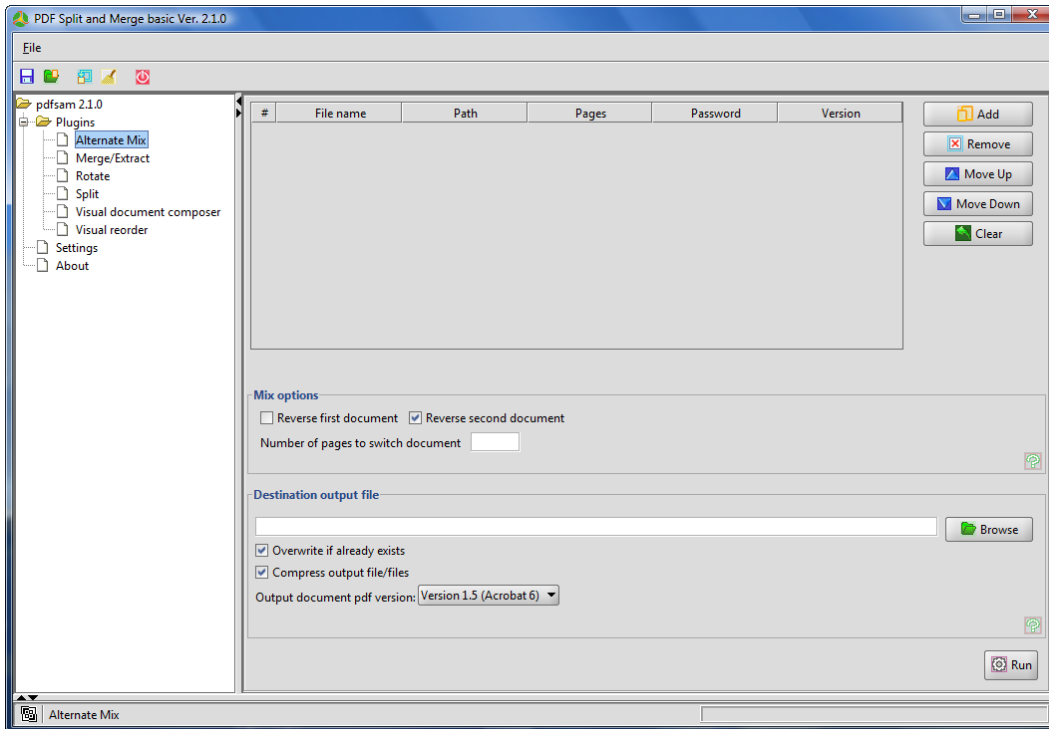 PDF Split and Merge basic Ver. 2.1.0
File
pdfsam 2.1.0
Plugins
Alternate Mix
Merge/Extract
Rotate
Split
Visual document composer
Visual reorder
Settings
About
# File name Path Pages Password Version
Add
Remove
Move Up
Move Down
Clear
Mix options
Reverse first document Reverse second document
Number of pages to switch document
Destination output file
Browse
Overwrite if already exists
Compress output file/files
Output document pdf version: Version 1.5 (Acrobat 6)
Run
Alternate Mix